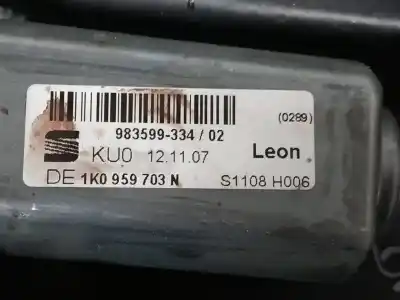 (0289)
983599-334 / 02
KU0 12.11.07 Leon
DE 1K0 959 703 N S1108 H006